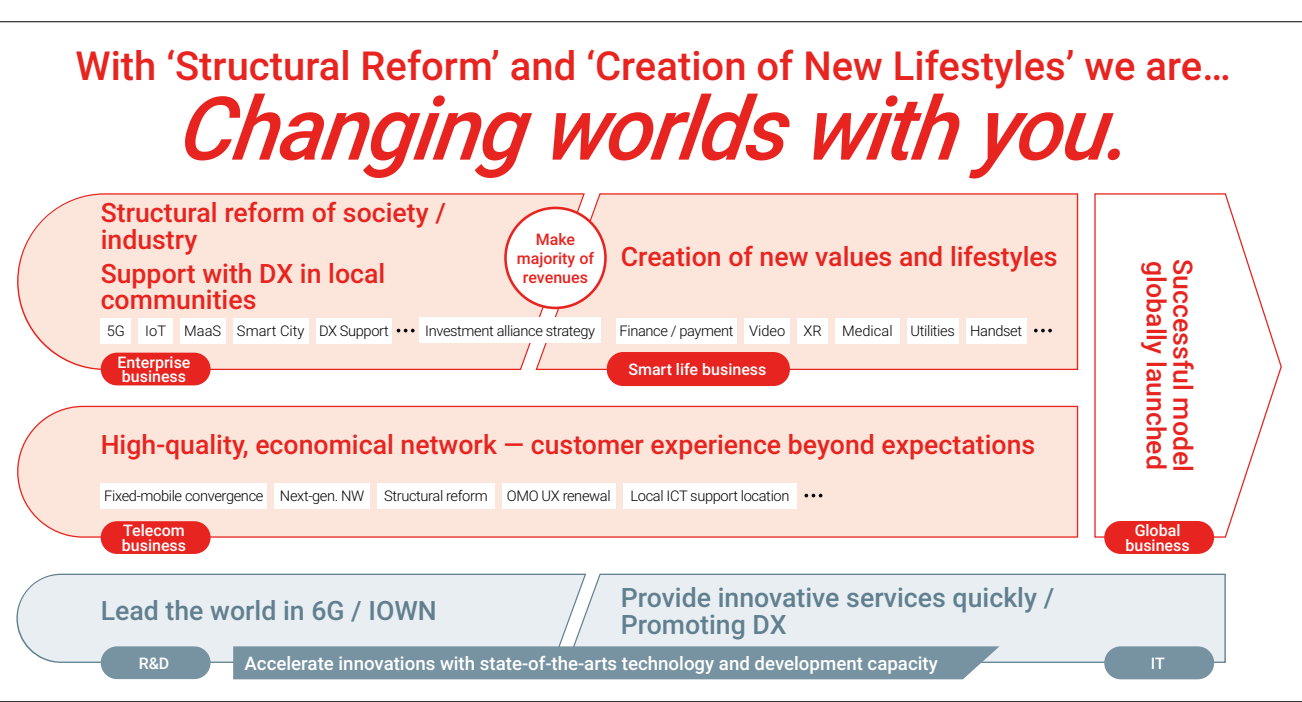 With ‘Structural Reform’ and ‘Creation of New Lifestyles’ we are...
Changing worlds with you.
Structural reform of society /
industry
Support with DX in local
communities
Make
majority of
revenues
Creation of new values and lifestyles
5G IoT MaaS Smart City DX Support ••• Investment alliance strategy
Finance / payment Video XR Medical Utilities Handset •••
Enterprise
business
Smart life business
High-quality, economical network — customer experience beyond expectations
Fixed-mobile convergence Next-gen. NW Structural reform OMO UX renewal Local ICT support location •••
Telecom
business
Successful model
globally launched
Global
business
Lead the world in 6G / IOWN
Provide innovative services quickly /
Promoting DX
R&D
Accelerate innovations with state-of-the-arts technology and development capacity
IT